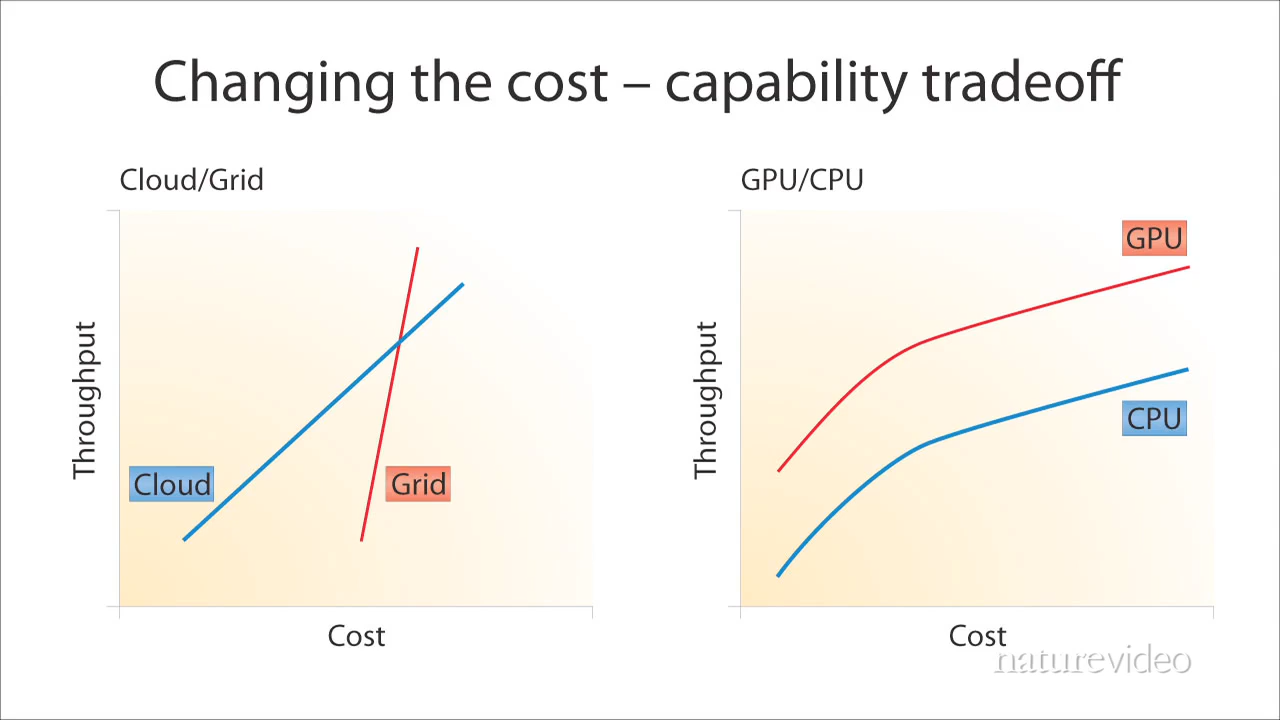 Changing the cost – capability tradeoff
Cloud/Grid
Throughput
Cloud
Grid
Cost
GPU/CPU
Throughput
GPU
CPU
Cost
naturevideo